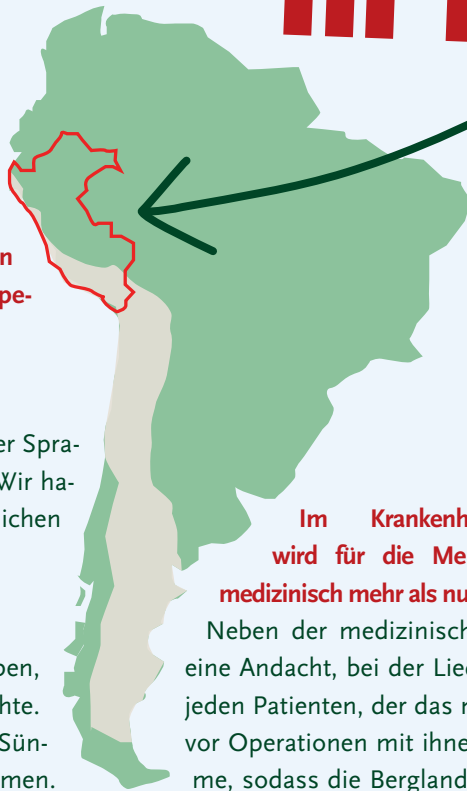 n
pe-
er Spra-
Wir ha-
ichen
ben,
hte.
Sün-
men.
Im Krankenh
wird für die Me
medizinisch mehr als nu
Neben der medizinisch
eine Andacht, bei der Lied
jeden Patienten, der das
vor Operationen mit ihne
me, sodass die Bergland